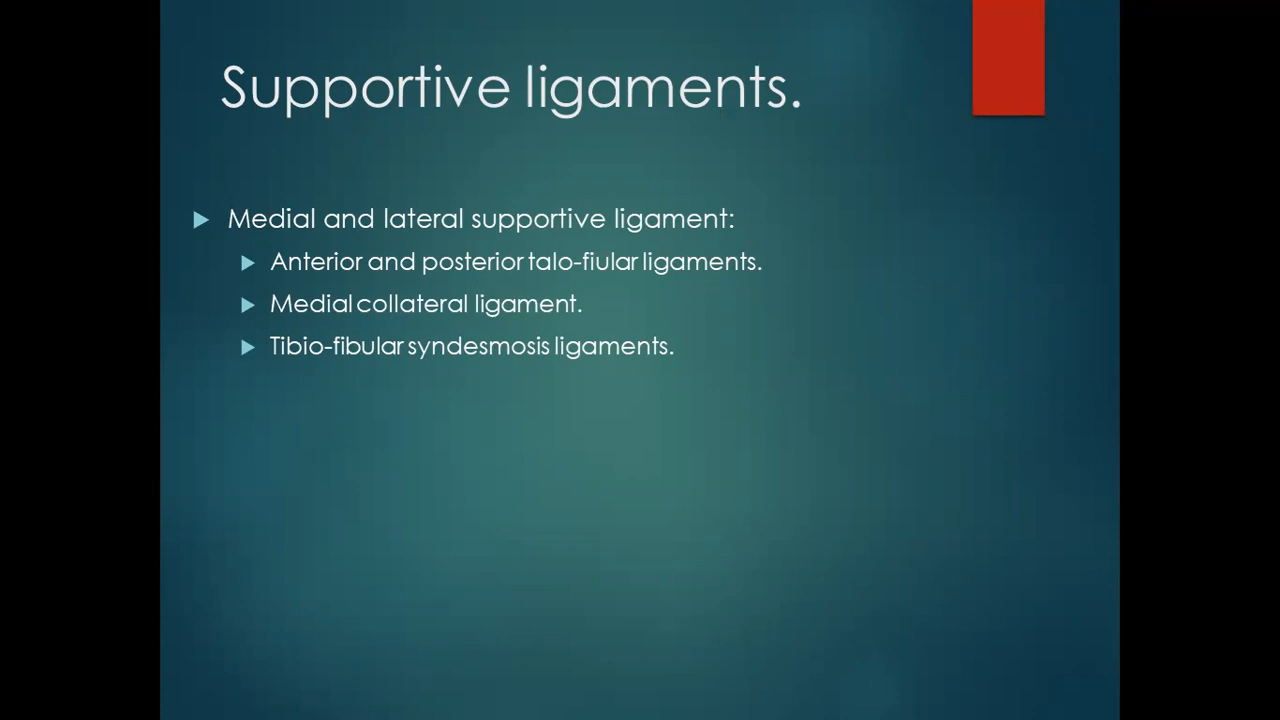 Supportive ligaments.
Medial and lateral supportive ligament:
Anterior and posterior talo-fiular ligaments.
Medial collateral ligament.
Tibio-fibular syndesmosis ligaments.